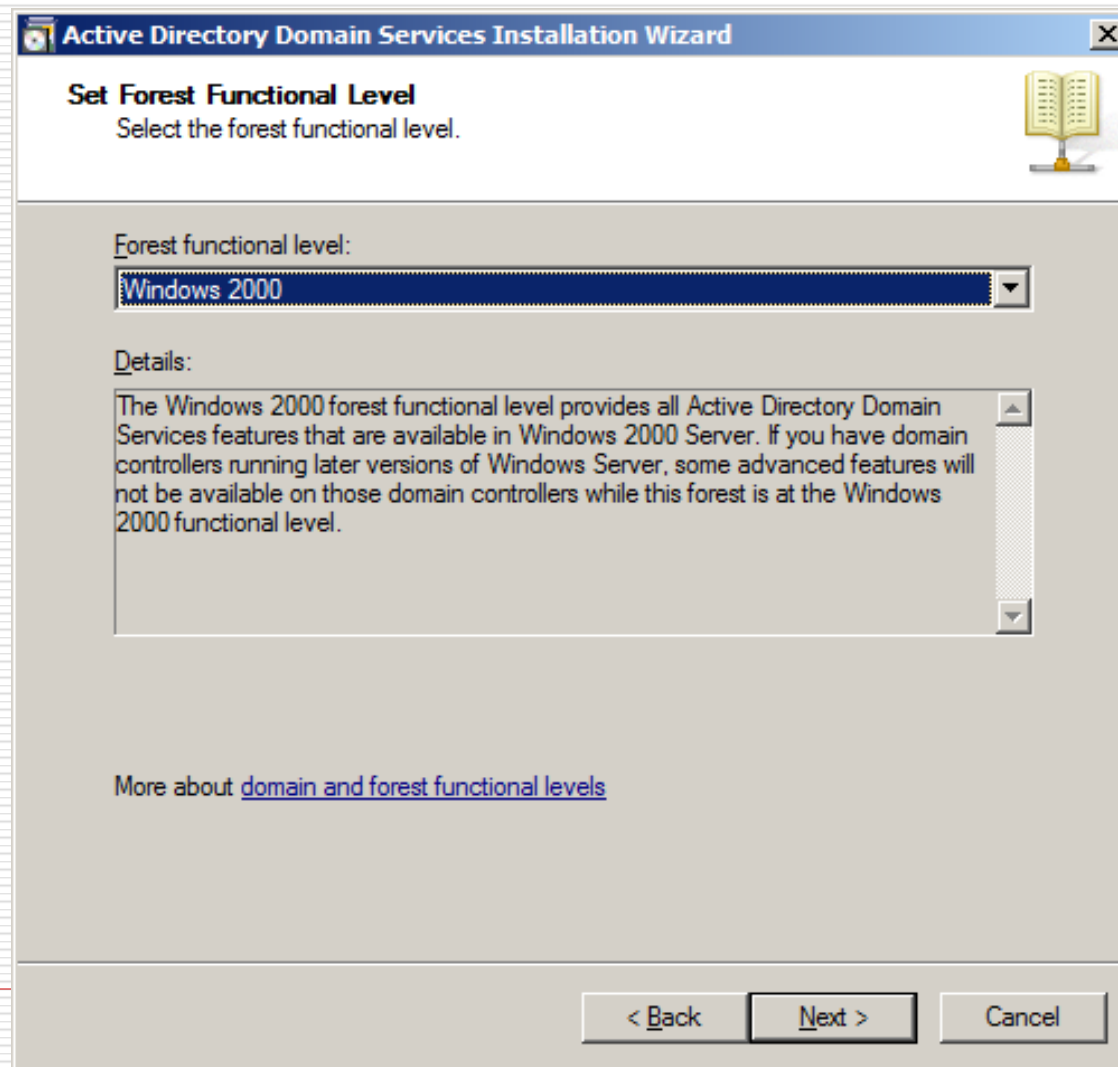 Active Directory Domain Services Installation Wizard
Set Forest Functional Level
Select the forest functional level.
Forest functional level:
Windows 2000
Details:
The Windows 2000 forest functional level provides all Active Directory Domain
Services features that are available in Windows 2000 Server. If you have domain
controllers running later versions of Windows Server, some advanced features will
not be available on those domain controllers while this forest is at the Windows
2000 functional level.
More about domain and forest functional levels
< Back Next > Cancel